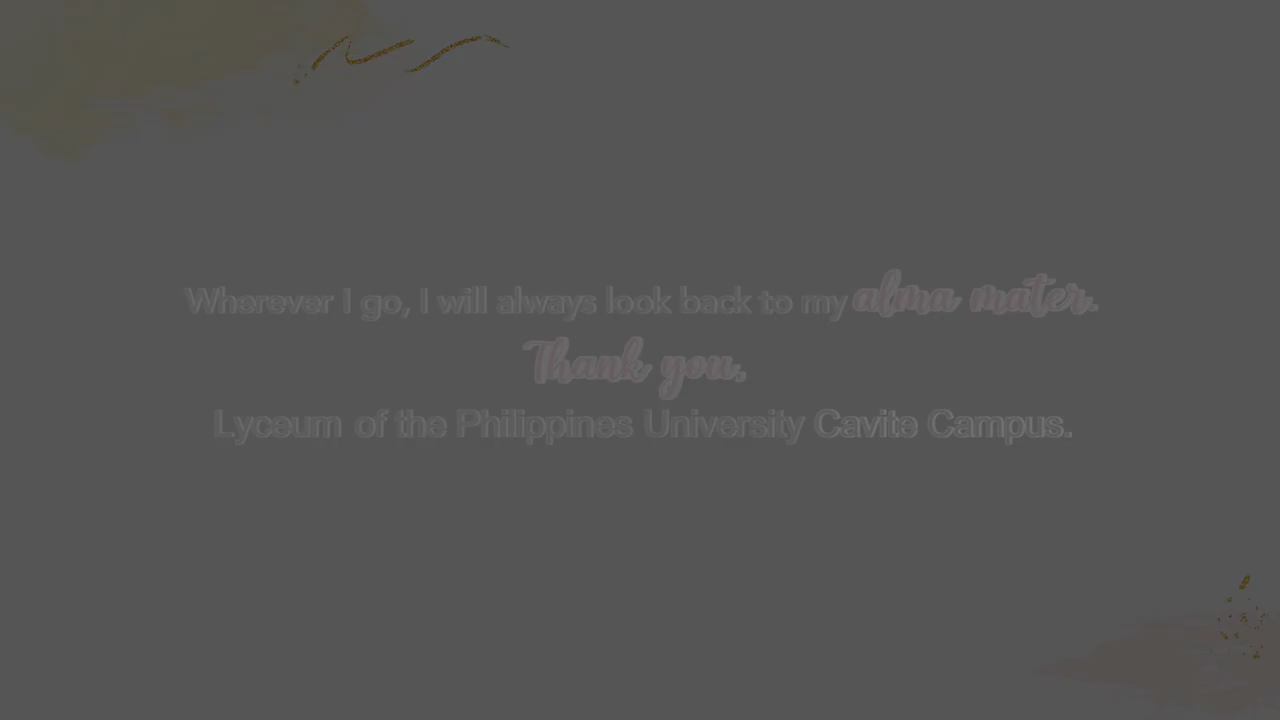 Wherever I go, I will always look back to my alma mater.
Thank you,
Lyceum of the Philippines University Cavite Campus.